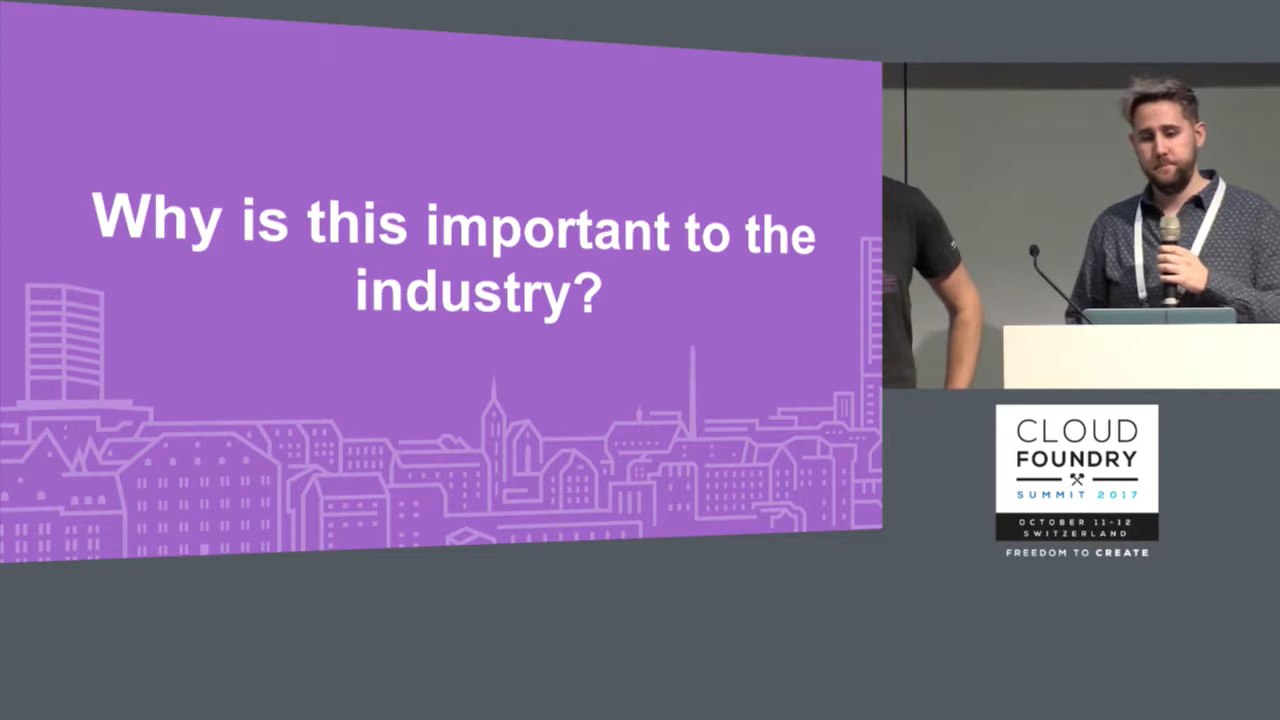 Why is this important to the
industry?
CLOUD
FOUNDRY
SUMMIT 2017
OCTOBER 11-12
SWITZERLAND
FREEDOM TO CREATE